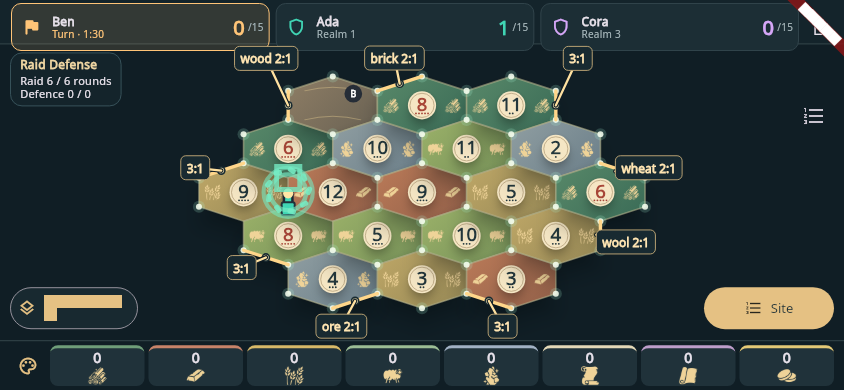 Ben
Turn · 1:30
0 /15
Ada
Realm 1
1 /15
Cora
Realm 3
0 /15
Raid Defense
Raid 6 / 6 rounds
Defence 0 / 0
wood 2:1
brick 2:1
3:1
B
8
11
6
10
11
2
3:1
wheat 2:1
9
12
9
5
6
8
5
10
4
wool 2:1
3:1
4
3
3
ore 2:1
3:1
Site
0
0
0
0
0
0
0
0